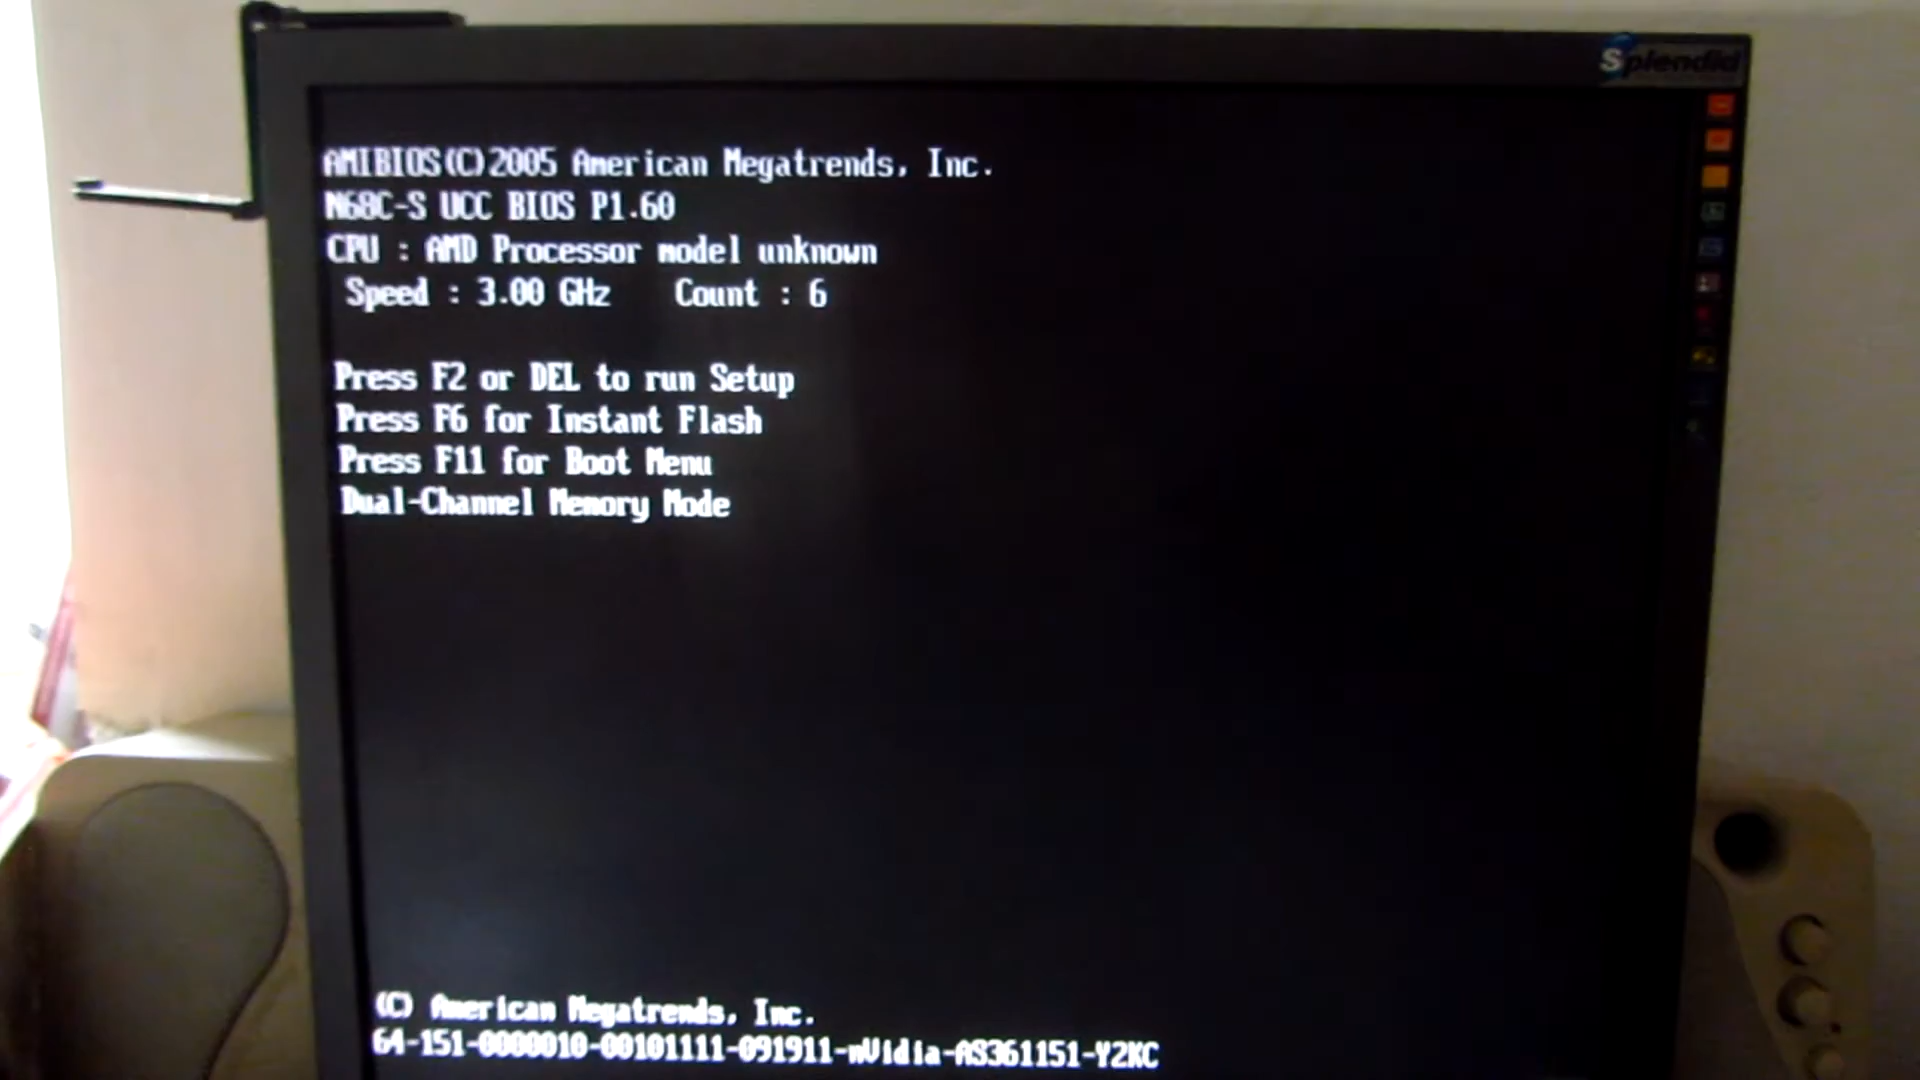 Splendid
AMIBIOS(C)2005 American Megatrends, Inc.
N68C-S UCC BIOS P1.60
CPU : AMD Processor model unknown
Speed : 3.00 GHz Count : 6
Press F2 or DEL to run Setup
Press F6 for Instant Flash
Press F11 for Boot Menu
Dual-Channel Memory Mode
(C) American Megatrends, Inc.
64-151-0000010-00101111-091911-nVidia-AS361151-Y2KC